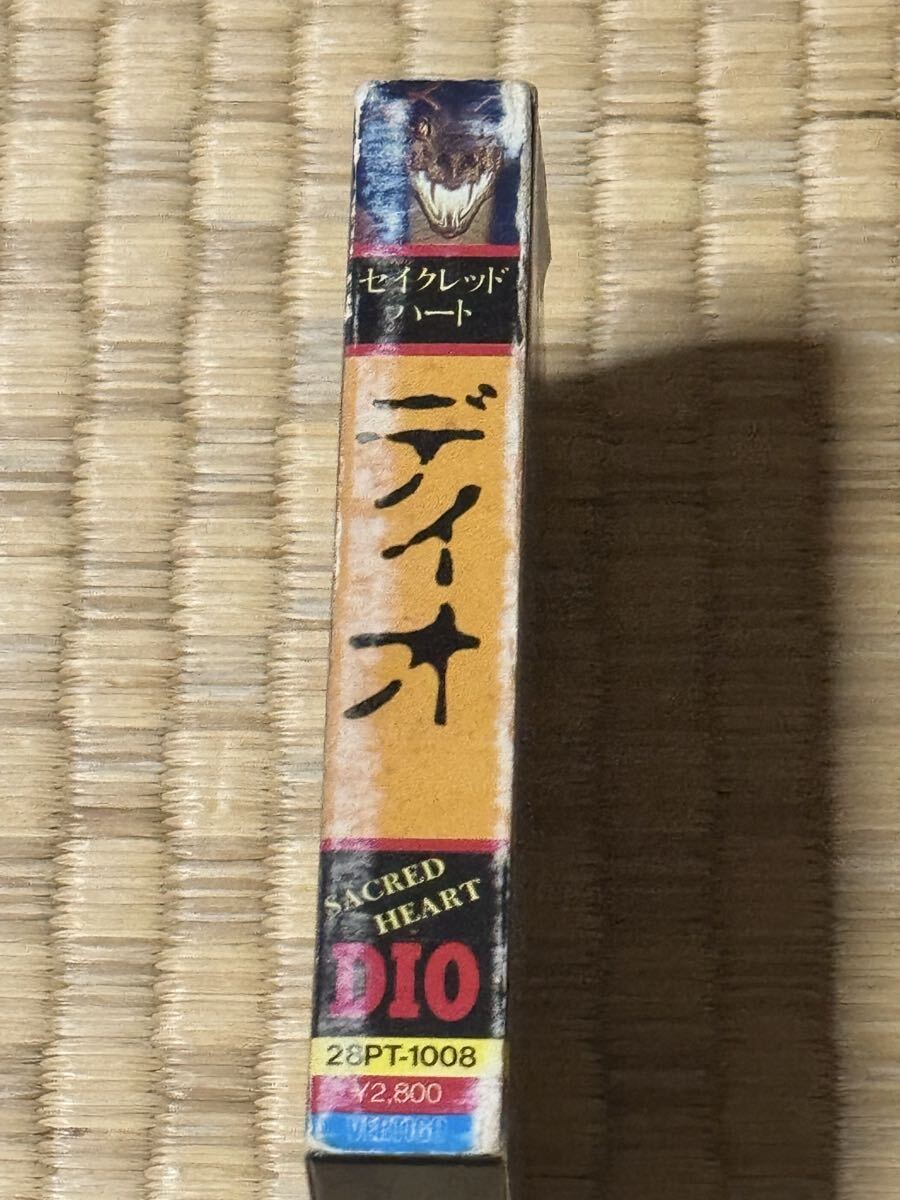 セイクレッド
ハート
ディオ
SACRED
HEART
DIO
28PT-1008
¥2,800
VERTIGO